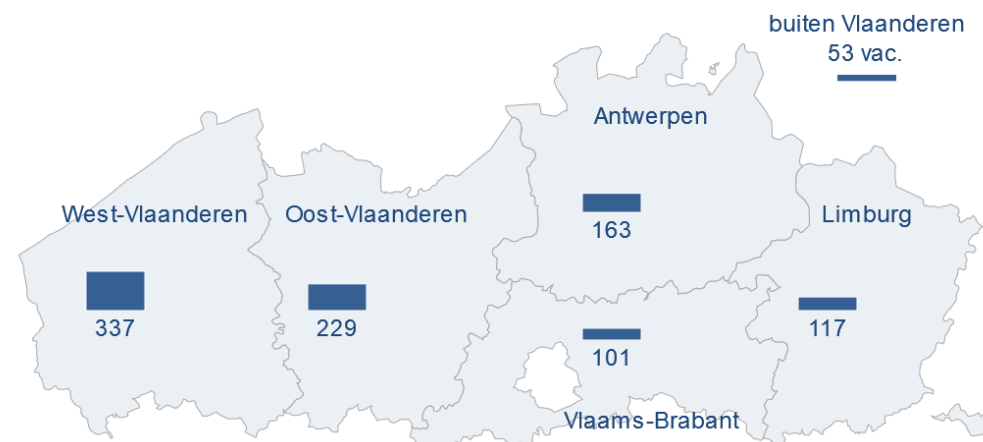 buiten Vlaanderen
53 vac.
Antwerpen
163
West-Vlaanderen
337
Oost-Vlaanderen
229
Limburg
117
101
Vlaams-Brabant